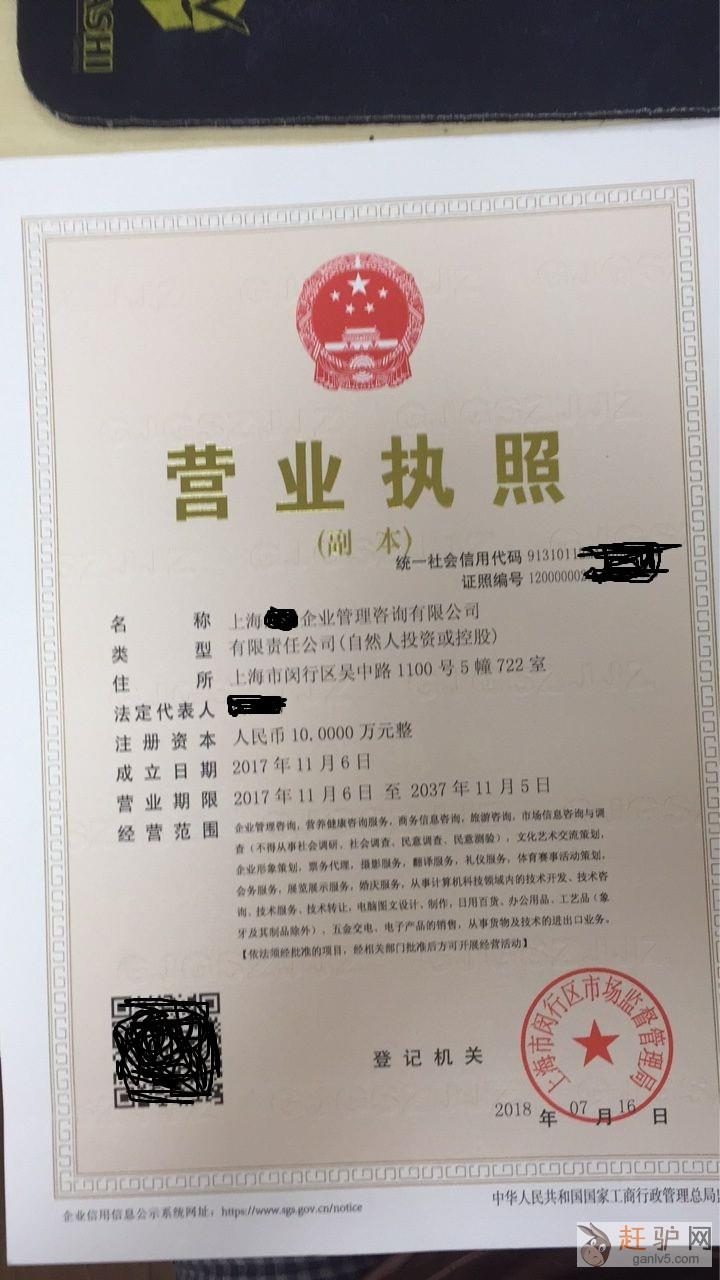 ASHI
营业执照
(副 本)
统一社会信用代码 9131011
证照编号 12000000
名 称 上海 企业管理咨询有限公司
类 型 有限责任公司(自然人投资或控股)
住 所 上海市闵行区吴中路1100号5幢722室
法定代表人
注册资本 人民币10.0000万元整
成立日期 2017年11月6日
营业期限 2017年11月6日 至 2037年11月5日
经营范围 企业管理咨询，营养健康咨询服务，商务信息咨询，旅游咨询，市场信息咨询与调
查（不得从事社会调研、社会调查、民意调查、民意测验），文化艺术交流策划，
企业形象策划，票务代理，摄影服务，翻译服务，礼仪服务，体育赛事活动策划，
会务服务，展览展示服务，婚庆服务，从事计算机科技领域内的技术开发、技术咨
询、技术服务、技术转让，电脑图文设计、制作，日用百货、办公用品、工艺品（象
牙及其制品除外）、五金交电、电子产品的销售，从事货物及技术的进出口业务。
【依法须经批准的项目，经相关部门批准后方可开展经营活动】
登记机关
上海市闵行区市场监督管理局
2018年07月16日
企业信用信息公示系统网址：https://www.sgs.gov.cn/notice
中华人民共和国国家工商行政管理总局
赶驴网
ganlv5.com